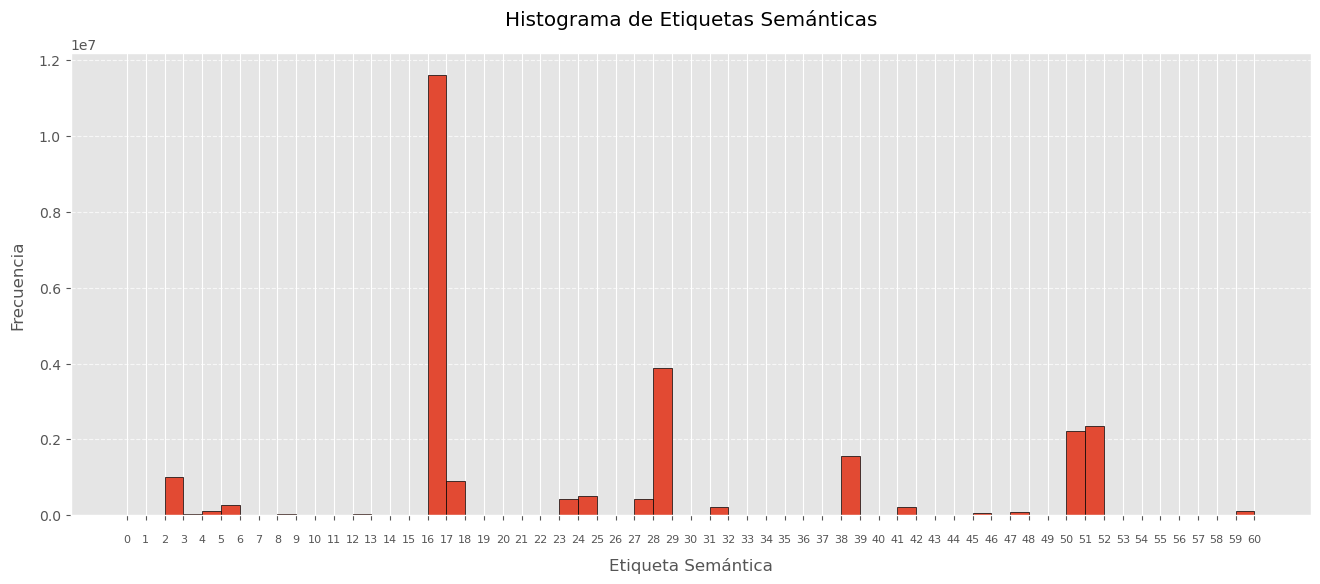 Histograma de Etiquetas Semánticas
1e7
1.2
1.0
0.8
0.6
0.4
0.2
0.0
Frecuencia
0 1 2 3 4 5 6 7 8 9 10 11 12 13 14 15 16 17 18 19 20 21 22 23 24 25 26 27 28 29 30 31 32 33 34 35 36 37 38 39 40 41 42 43 44 45 46 47 48 49 50 51 52 53 54 55 56 57 58 59 60
Etiqueta Semántica